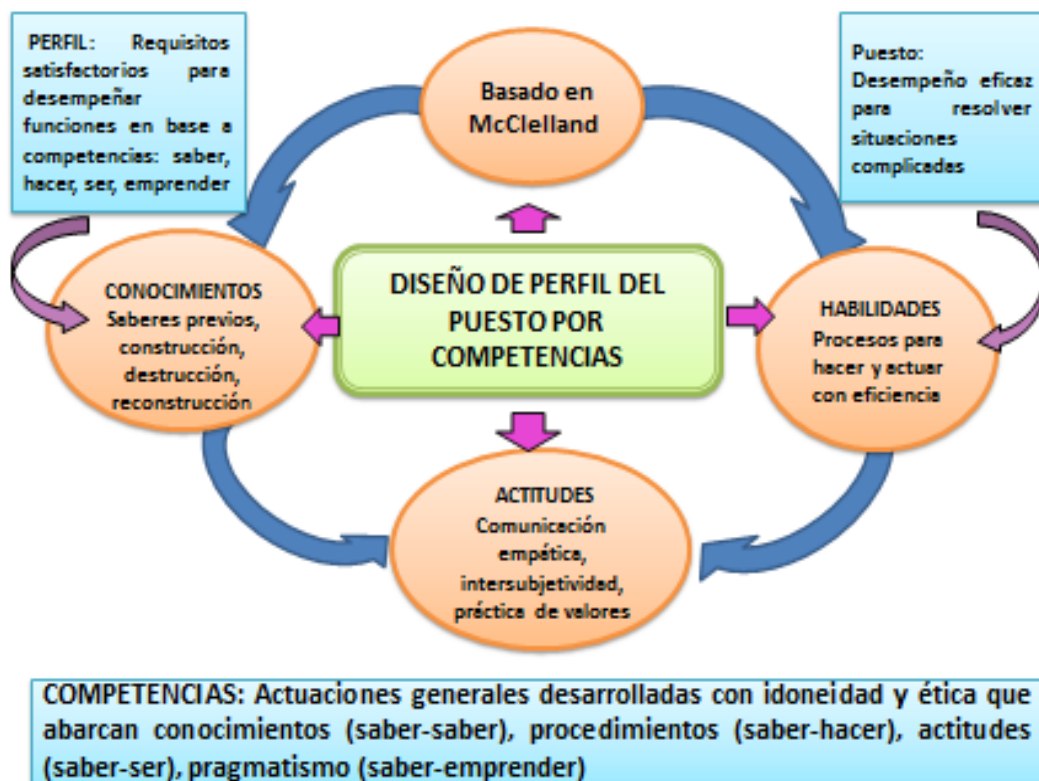 PERFIL: Requisitos
satisfactorios para
desempeñar
funciones en base a
competencias: saber,
hacer, ser, emprender
Basado en
McClelland
Puesto:
Desempeño eficaz
para resolver
situaciones
complicadas
CONOCIMIENTOS
Saberes previos,
construcción,
destrucción,
reconstrucción
DISEÑO DE PERFIL DEL
PUESTO POR
COMPETENCIAS
HABILIDADES
Procesos para
hacer y actuar
con eficiencia
ACTITUDES
Comunicación
empática,
intersubjetividad,
práctica de valores
COMPETENCIAS: Actuaciones generales desarrolladas con idoneidad y ética que
abarcan conocimientos (saber-saber), procedimientos (saber-hacer), actitudes
(saber-ser), pragmatismo (saber-emprender)